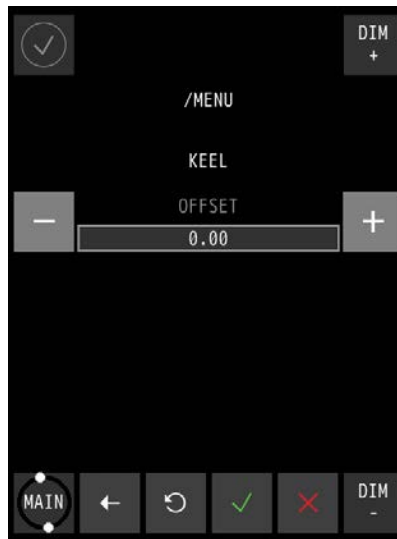 DIM
+
/MENU
KEEL
OFFSET
−
0.00
+
MAIN
DIM
-